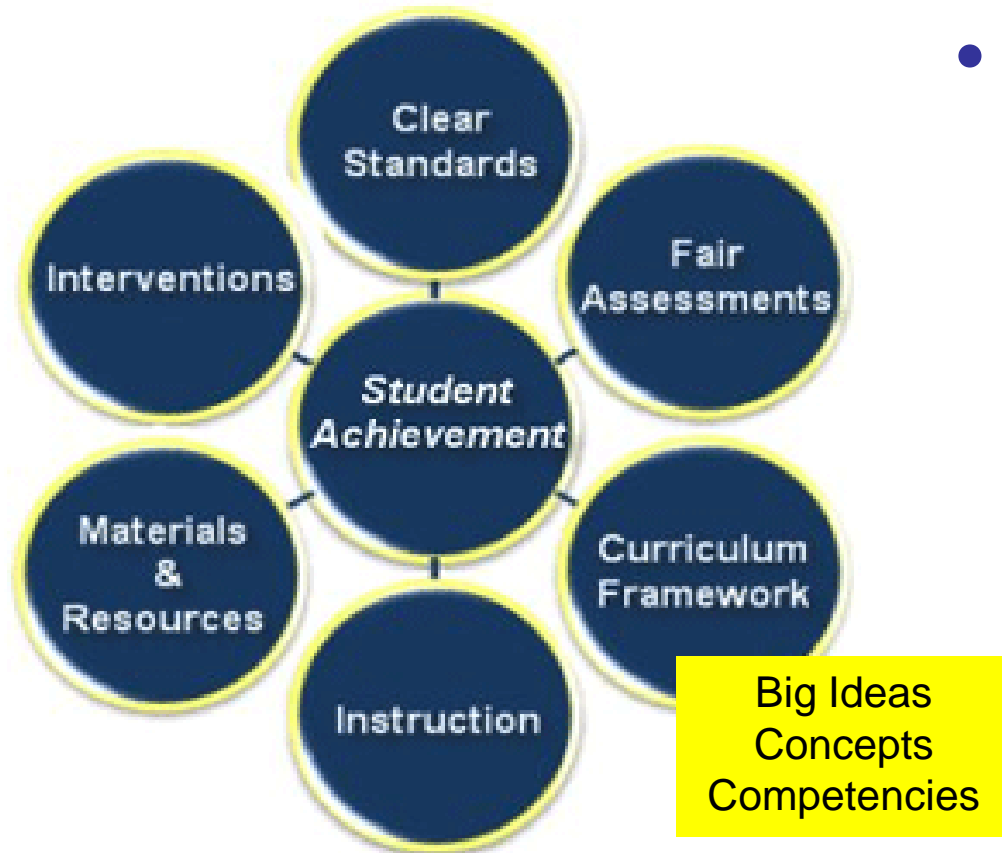 Clear
Standards
Fair
Assessments
Curriculum
Framework
Big Ideas
Concepts
Competencies
Instruction
Materials
&
Resources
Interventions
Student
Achievement